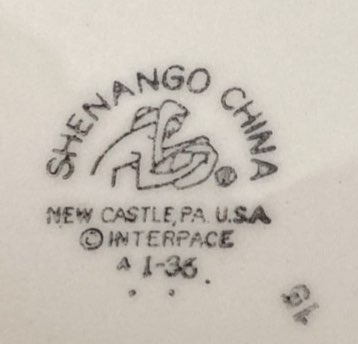 SHENANGO CHINA
®
NEW CASTLE, PA. U.S.A
© INTERPACE
A 1-36